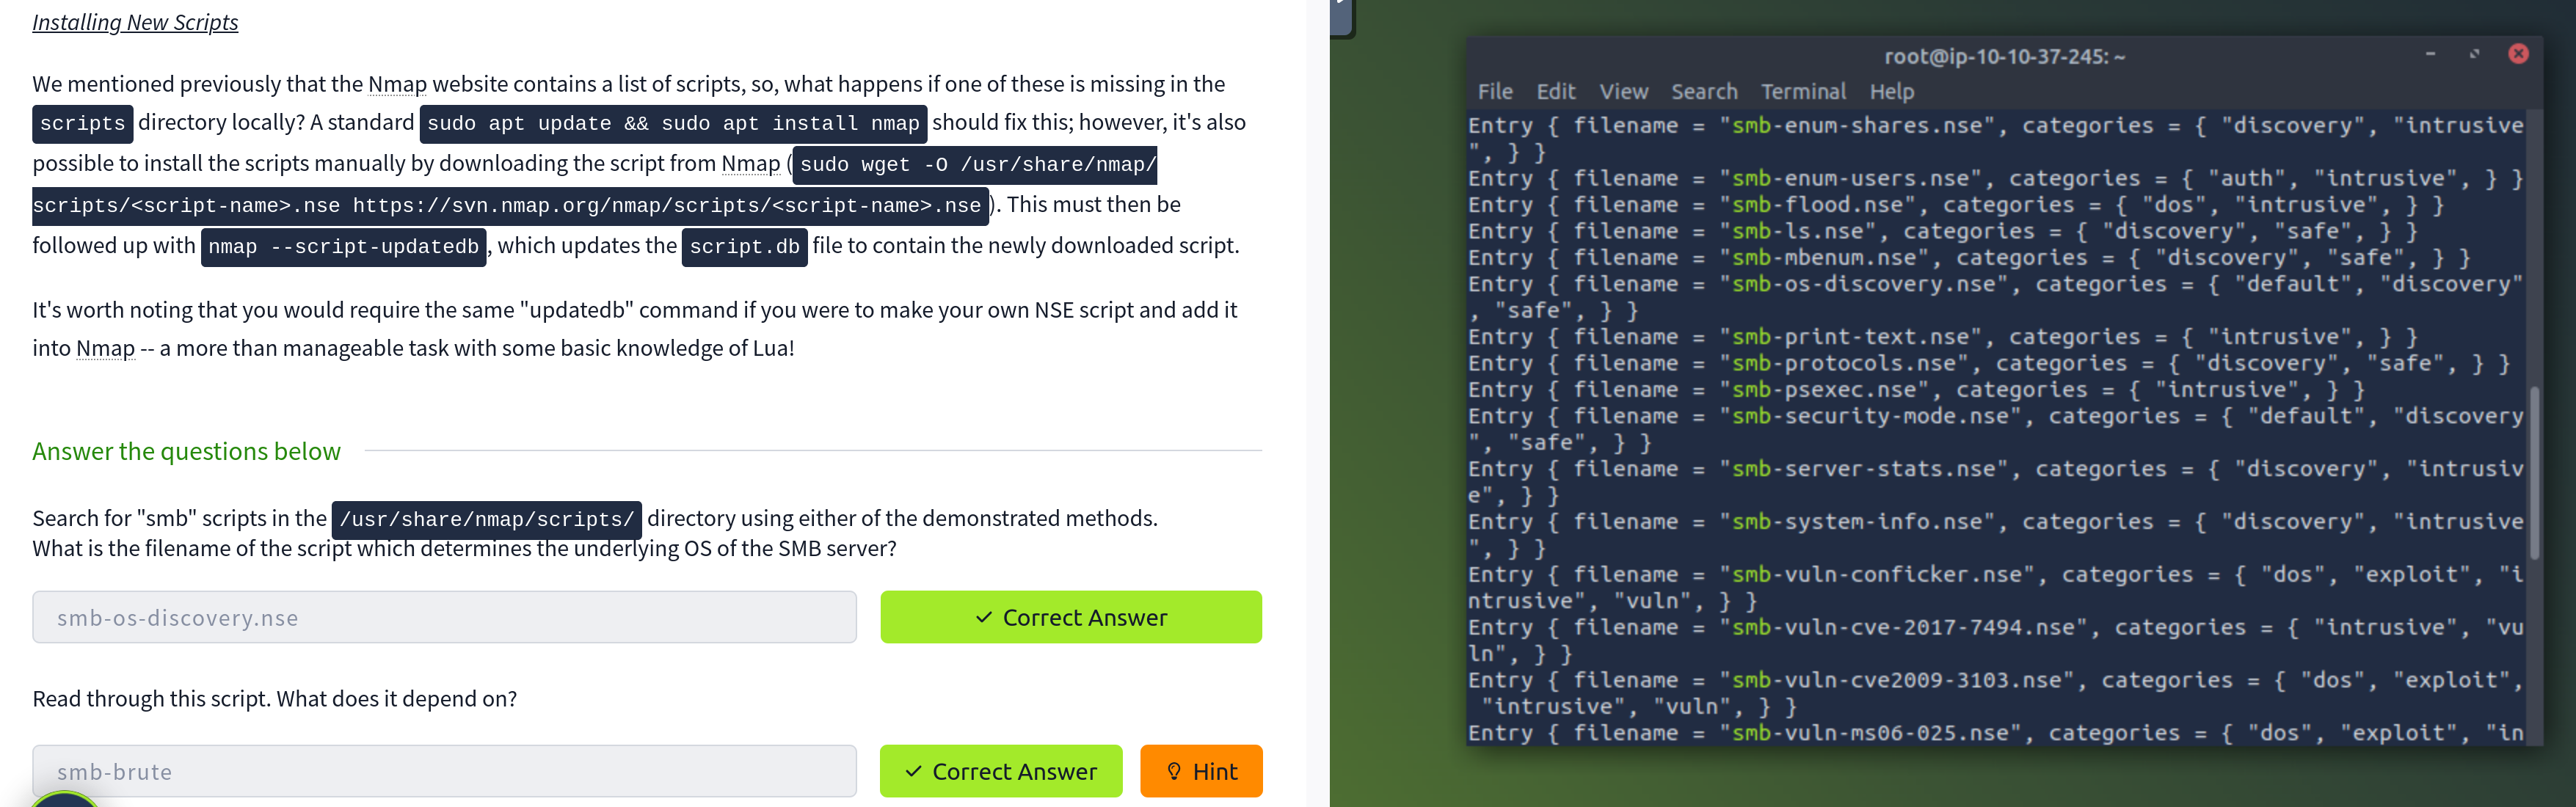 Installing New Scripts
We mentioned previously that the Nmap website contains a list of scripts, so, what happens if one of these is missing in the
scripts directory locally? A standard sudo apt update && sudo apt install nmap should fix this; however, it's also
possible to install the scripts manually by downloading the script from Nmap (sudo wget -O /usr/share/nmap/
scripts/<script-name>.nse https://svn.nmap.org/nmap/scripts/<script-name>.nse). This must then be
followed up with nmap --script-updatedb, which updates the script.db file to contain the newly downloaded script.
It's worth noting that you would require the same "updatedb" command if you were to make your own NSE script and add it
into Nmap -- a more than manageable task with some basic knowledge of Lua!
Answer the questions below
Search for "smb" scripts in the /usr/share/nmap/scripts/ directory using either of the demonstrated methods.
What is the filename of the script which determines the underlying OS of the SMB server?
smb-os-discovery.nse
Correct Answer
Read through this script. What does it depend on?
smb-brute
Correct Answer
Hint
root@ip-10-10-37-245: ~
File Edit View Search Terminal Help
Entry { filename = "smb-enum-shares.nse", categories = { "discovery", "intrusive
", } }
Entry { filename = "smb-enum-users.nse", categories = { "auth", "intrusive", } }
Entry { filename = "smb-flood.nse", categories = { "dos", "intrusive", } }
Entry { filename = "smb-ls.nse", categories = { "discovery", "safe", } }
Entry { filename = "smb-mbenum.nse", categories = { "discovery", "safe", } }
Entry { filename = "smb-os-discovery.nse", categories = { "default", "discovery"
, "safe", } }
Entry { filename = "smb-print-text.nse", categories = { "intrusive", } }
Entry { filename = "smb-protocols.nse", categories = { "discovery", "safe", } }
Entry { filename = "smb-psexec.nse", categories = { "intrusive", } }
Entry { filename = "smb-security-mode.nse", categories = { "default", "discovery
", "safe", } }
Entry { filename = "smb-server-stats.nse", categories = { "discovery", "intrusiv
e", } }
Entry { filename = "smb-system-info.nse", categories = { "discovery", "intrusive
", } }
Entry { filename = "smb-vuln-conficker.nse", categories = { "dos", "exploit", "i
ntrusive", "vuln", } }
Entry { filename = "smb-vuln-cve-2017-7494.nse", categories = { "intrusive", "vu
ln", } }
Entry { filename = "smb-vuln-cve2009-3103.nse", categories = { "dos", "exploit",
"intrusive", "vuln", } }
Entry { filename = "smb-vuln-ms06-025.nse", categories = { "dos", "exploit", "in